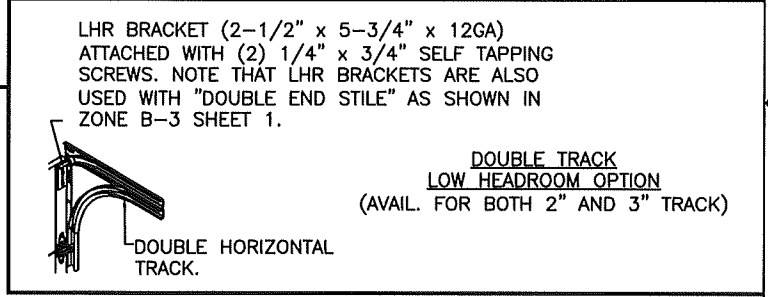 LHR BRACKET (2-1/2" x 5-3/4" x 12GA)
ATTACHED WITH (2) 1/4" x 3/4" SELF TAPPING
SCREWS. NOTE THAT LHR BRACKETS ARE ALSO
USED WITH "DOUBLE END STILE" AS SHOWN IN
ZONE B-3 SHEET 1.
DOUBLE TRACK
LOW HEADROOM OPTION
(AVAIL. FOR BOTH 2" AND 3" TRACK)
DOUBLE HORIZONTAL
TRACK.